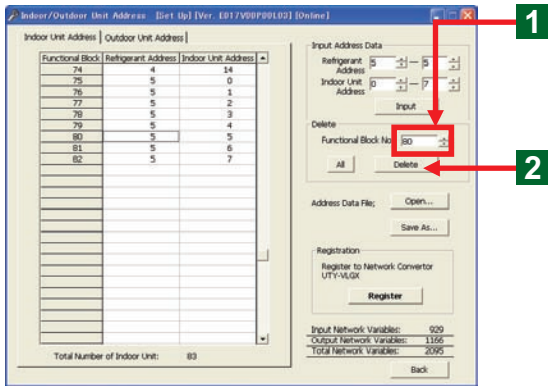 Indoor/Outdoor Unit Address [Set Up] [Ver. E017V00P00L03] [Online]
1
Indoor Unit Address
Outdoor Unit Address
Functional Block Refrigerant Address Indoor Unit Address
74 4 14
75 5 0
76 5 1
77 5 2
78 5 3
79 5 4
80 5 5
81 5 6
82 5 7
Total Number of Indoor Unit: 83
Input Address Data
Refrigerant Address 5 — 5
Indoor Unit Address 0 — 7
Input
Delete
Functional Block No. 80
All
Delete
2
Address Data File; Open...
Save As...
Registration
Register to Network Convertor
UTY-VLGX
Register
Input Network Variables: 929
Output Network Variables: 1166
Total Network Variables: 2095
Back